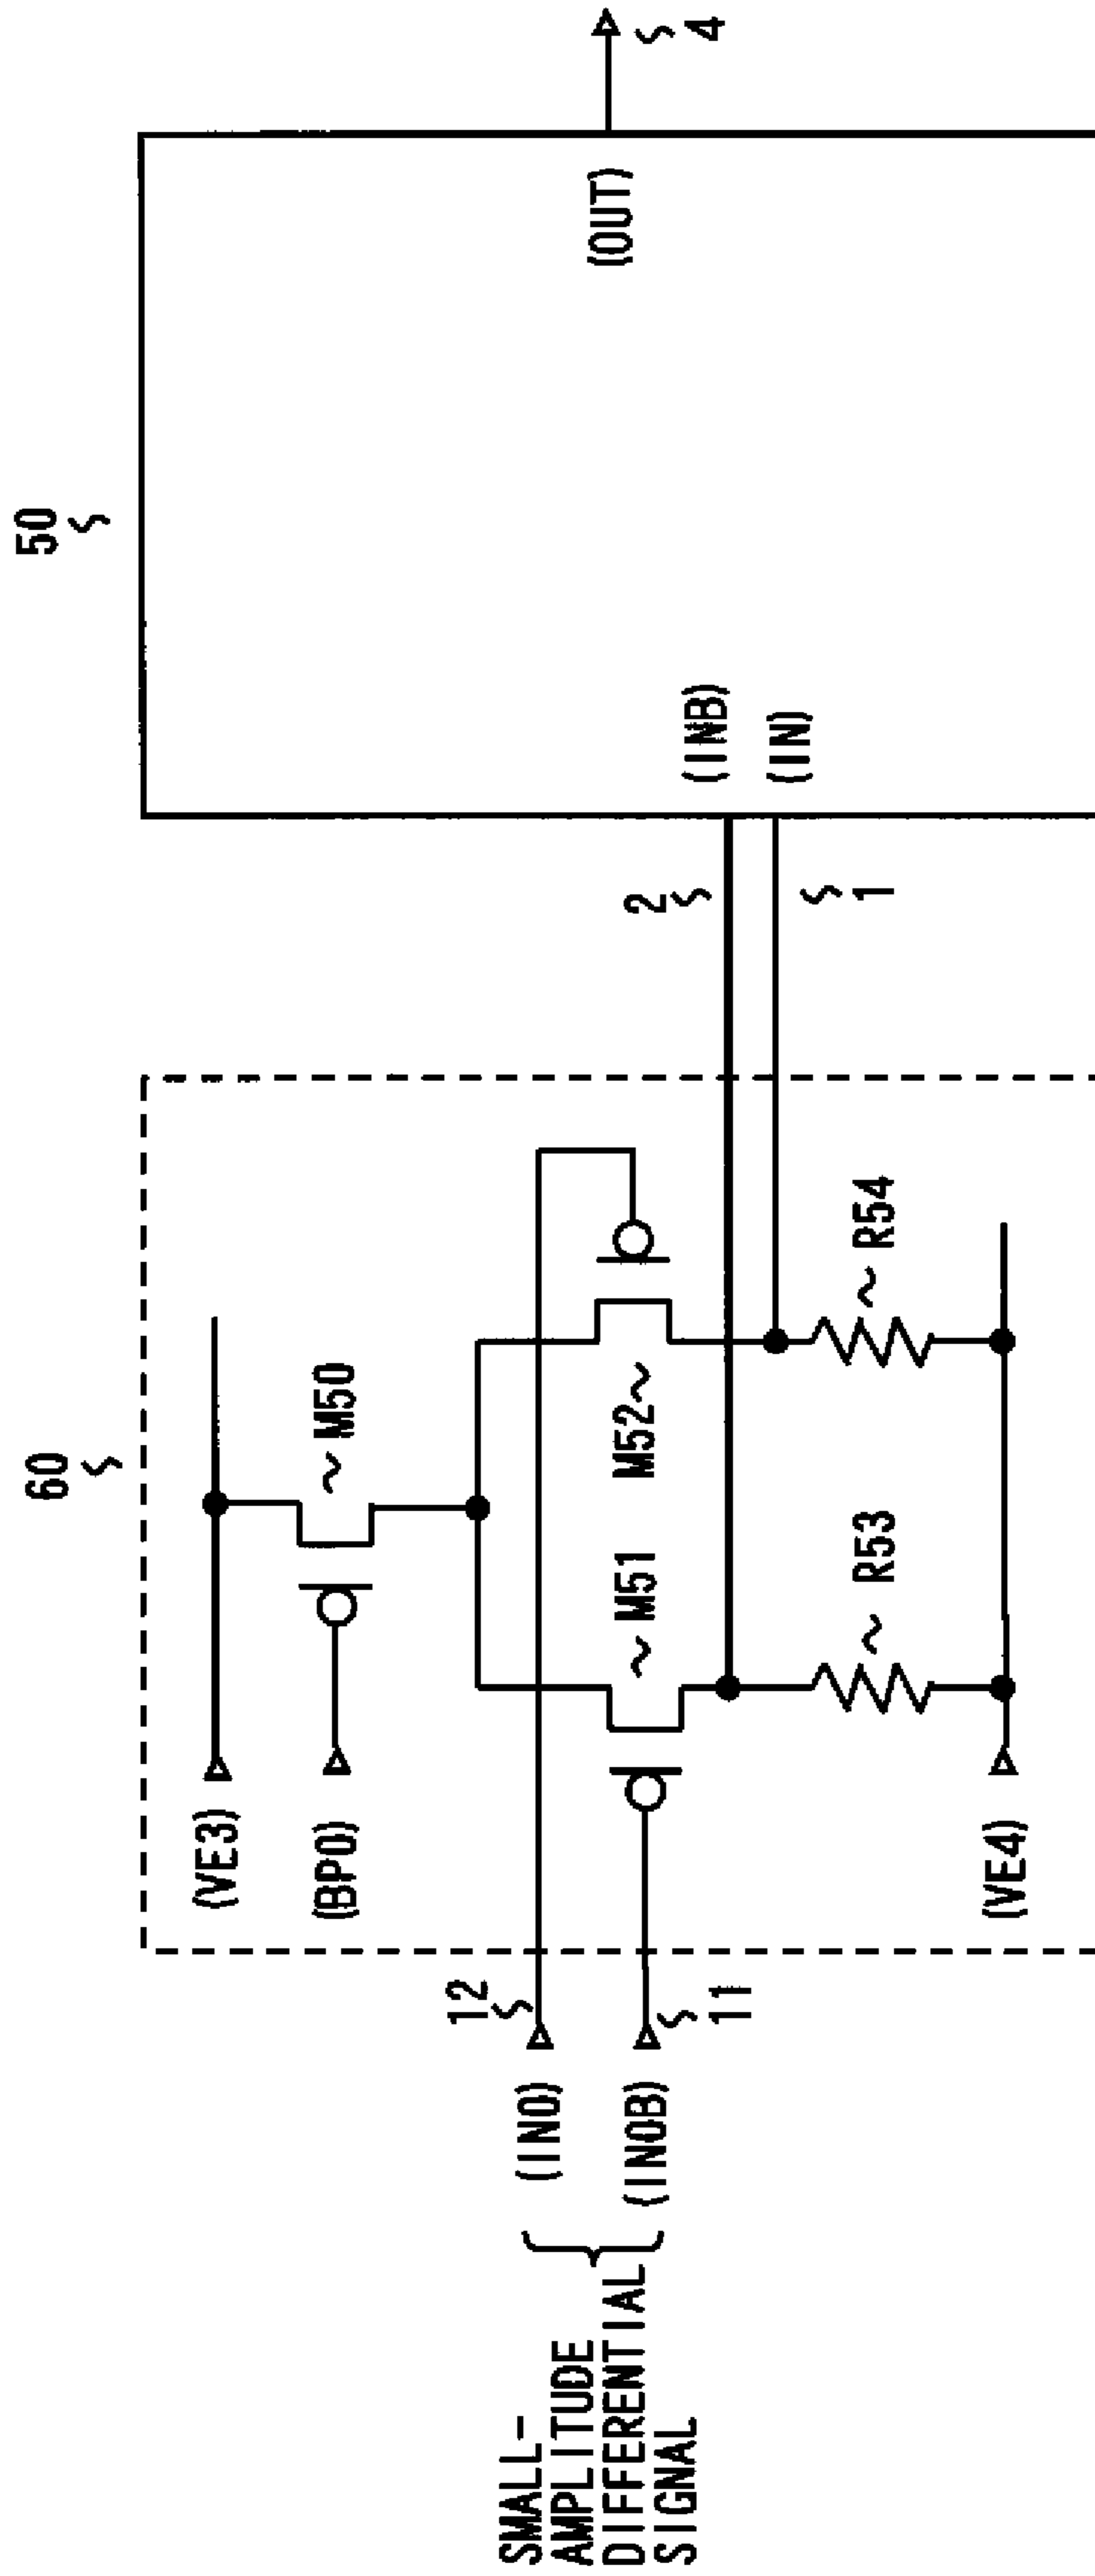 60
50
(VE3)
(BP0)
~ M50
12
(IN0)
(IN0B)
11
SMALL-
AMPLITUDE
DIFFERENTIAL
SIGNAL
~ M51
M52 ~
2
(INB)
(IN)
1
(OUT)
4
~ R53
~ R54
(VE4)